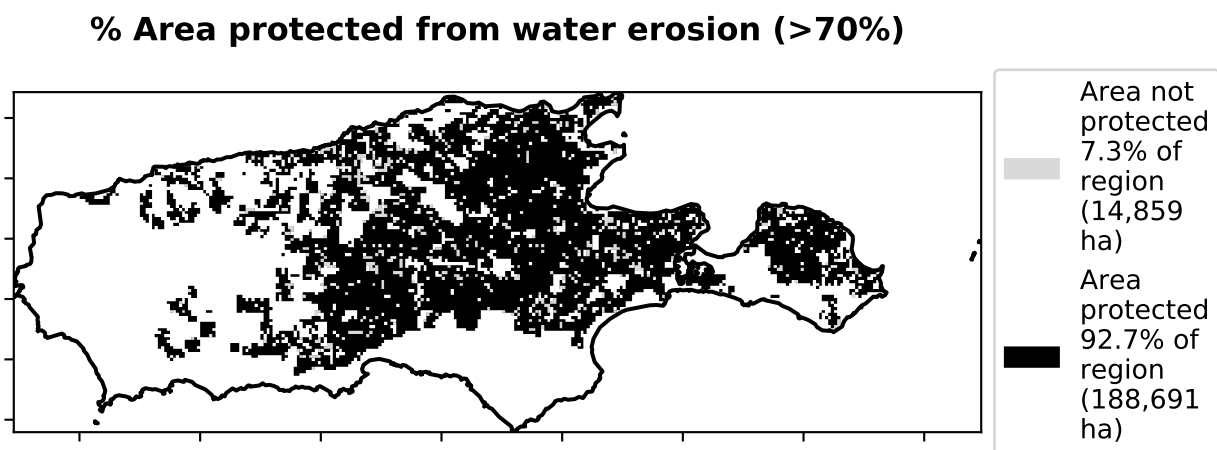 % Area protected from water erosion (>70%)
Area not
protected
7.3% of
region
(14,859
ha)
Area
protected
92.7% of
region
(188,691
ha)